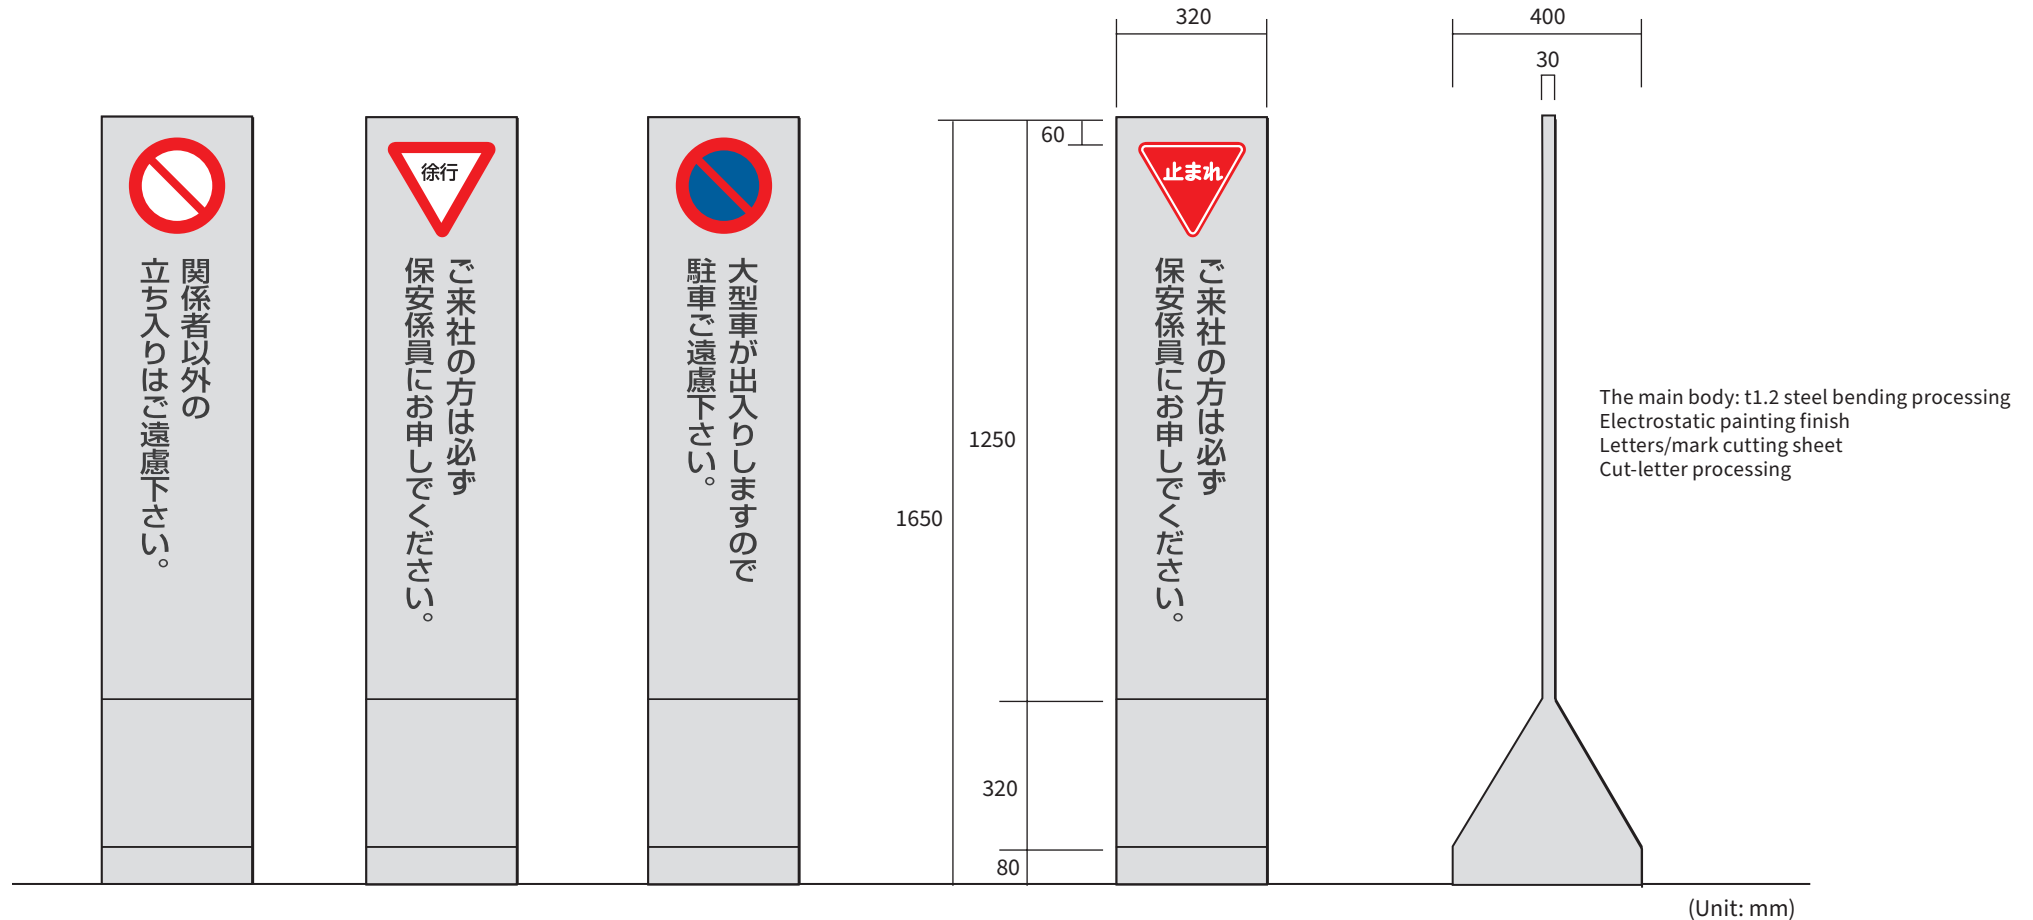 関係者以外の
立ち入りはご遠慮下さい。
徐行
ご来社の方は必ず
保安係員にお申しでください。
大型車が出入りしますので
駐車ご遠慮下さい。
320
60
1250
1650
320
80
止まれ
ご来社の方は必ず
保安係員にお申しでください。
400
30
The main body: t1.2 steel bending processing
Electrostatic painting finish
Letters/mark cutting sheet
Cut-letter processing
(Unit: mm)